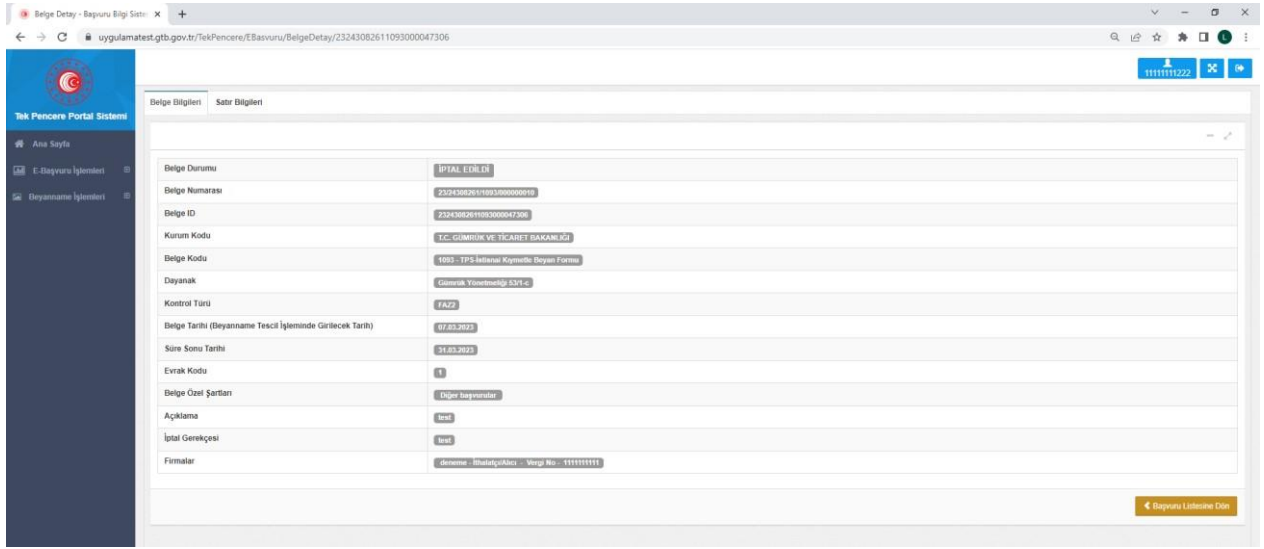 Belge Detay - Başvuru Bilgi Siste
uygulamatest.gtb.gov.tr/TekPencere/EBasvuru/BelgeDetay/23243082611093000047306
L
11111111222
Tek Pencere Portal Sistemi
Ana Sayfa
E-Başvuru İşlemleri
Beyanname İşlemleri
Belge Bilgileri Satır Bilgileri
Belge Durumu İPTAL EDİLDİ
Belge Numarası 23/24308261/1093/000000010
Belge ID 23243082611093000047306
Kurum Kodu T.C. GÜMRÜK VE TİCARET BAKANLIĞI
Belge Kodu 1093 - TPS-İstisnai Kıymetle Beyan Formu
Dayanak Gümrük Yönetmeliği 53/1-c
Kontrol Türü FAZ2
Belge Tarihi (Beyanname Tescil İşleminde Girilecek Tarih) 07.03.2023
Süre Sonu Tarihi 31.03.2023
Evrak Kodu 1
Belge Özel Şartları Diğer başvurular
Açıklama test
İptal Gerekçesi test
Firmalar deneme - İthalatçı/Alıcı - Vergi No - 1111111111
Başvuru Listesine Dön